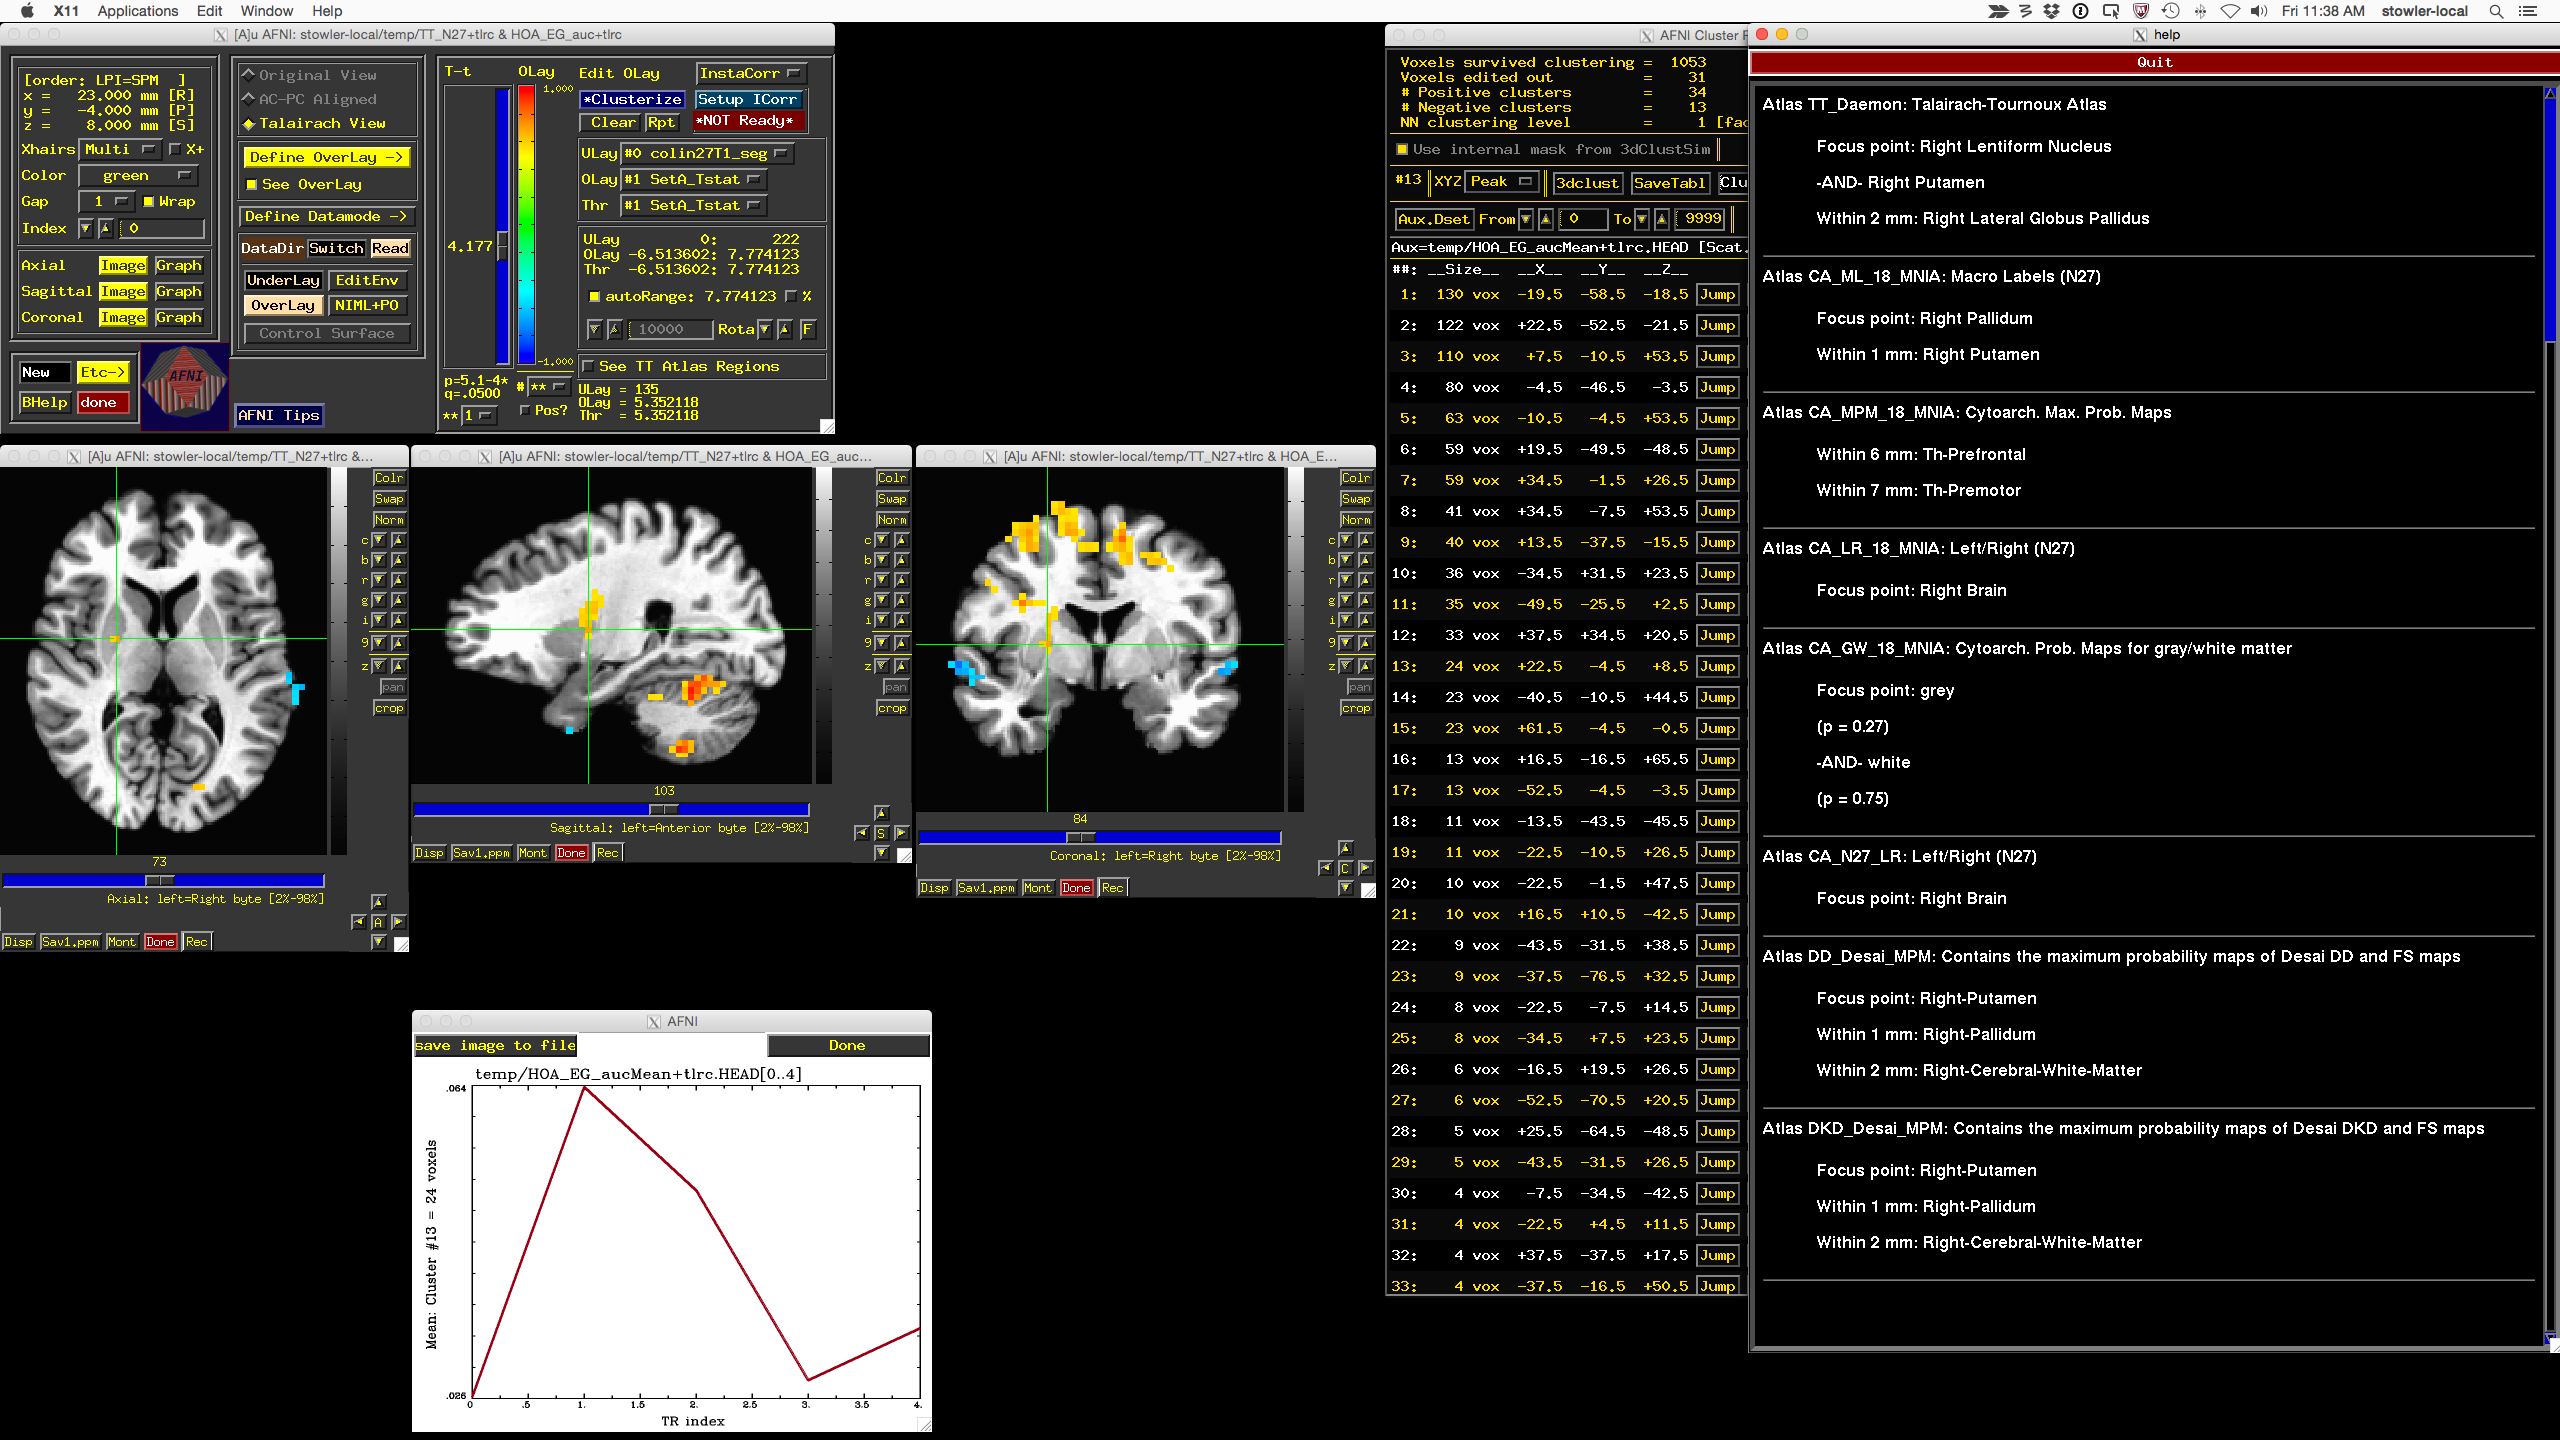 X11 Applications Edit Window Help
Fri 11:38 AM stowler-local
[A]u AFNI: stowler-local/temp/TT_N27+tlrc & HOA_EG_auc+tlrc
[order: LPI=SPM ]
x = 23.000 mm [R]
y = -4.000 mm [P]
z = 8.000 mm [S]
Xhairs Multi X+
Color green
Gap 1 Wrap
Index 0
Axial Image Graph
Sagittal Image Graph
Coronal Image Graph
New Etc->
BHelp done
AFNI
Original View
AC-PC Aligned
Talairach View
Define OverLay ->
See OverLay
Define Datamode ->
DataDir Switch Read
UnderLay EditEnv
OverLay NIML+PO
Control Surface
AFNI Tips
T-t
4.177
p=5.1-4*
q=.0500
** 1
OLay
1.000
-1.000
# **
Pos?
Edit OLay InstaCorr
*Clusterize Setup ICorr
Clear Rpt *NOT Ready*
ULay #0 colin27T1_seg
OLay #1 SetA_Tstat
Thr #1 SetA_Tstat
ULay 0: 222
OLay -6.513602: 7.774123
Thr -6.513602: 7.774123
autoRange: 7.774123 %
10000 Rota F
See TT Atlas Regions
ULay = 135
OLay = 5.352118
Thr = 5.352118
[A]u AFNI: stowler-local/temp/TT_N27+tlrc &...
Colr
Swap
Norm
c
b
r
g
i
9
z
pan
crop
73
Axial: left=Right byte [2%-98%]
A
Disp Sav1.ppm Mont Done Rec
[A]u AFNI: stowler-local/temp/TT_N27+tlrc & HOA_EG_auc...
Colr
Swap
Norm
c
b
r
g
i
9
z
pan
crop
103
Sagittal: left=Anterior byte [2%-98%]
S
Disp Sav1.ppm Mont Done Rec
[A]u AFNI: stowler-local/temp/TT_N27+tlrc & HOA_E...
Colr
Swap
Norm
c
b
r
g
i
9
z
pan
crop
84
Coronal: left=Right byte [2%-98%]
C
Disp Sav1.ppm Mont Done Rec
AFNI
save image to file Done
temp/HOA_EG_aucMean+tlrc.HEAD[0..4]
.064
Mean: Cluster #13 = 24 voxels
.026
0 .5 1. 1.5 2. 2.5 3. 3.5 4.
TR index
AFNI Cluster R
Voxels survived clustering = 1053
Voxels edited out = 31
# Positive clusters = 34
# Negative clusters = 13
NN clustering level = 1 [fac
Use internal mask from 3dClustSim
#13 XYZ Peak 3dclust SaveTabl Clu
Aux.Dset From 0 To 9999
Aux=temp/HOA_EG_aucMean+tlrc.HEAD [Scat.
##: __Size__ __X__ __Y__ __Z__
1: 130 vox -19.5 -58.5 -18.5 Jump
2: 122 vox +22.5 -52.5 -21.5 Jump
3: 110 vox +7.5 -10.5 +53.5 Jump
4: 80 vox -4.5 -46.5 -3.5 Jump
5: 63 vox -10.5 -4.5 +53.5 Jump
6: 59 vox +19.5 -49.5 -48.5 Jump
7: 59 vox +34.5 -1.5 +26.5 Jump
8: 41 vox +34.5 -7.5 +53.5 Jump
9: 40 vox +13.5 -37.5 -15.5 Jump
10: 36 vox -34.5 +31.5 +23.5 Jump
11: 35 vox -49.5 -25.5 +2.5 Jump
12: 33 vox +37.5 +34.5 +20.5 Jump
13: 24 vox +22.5 -4.5 +8.5 Jump
14: 23 vox -40.5 -10.5 +44.5 Jump
15: 23 vox +61.5 -4.5 -0.5 Jump
16: 13 vox +16.5 -16.5 +65.5 Jump
17: 13 vox -52.5 -4.5 -3.5 Jump
18: 11 vox -13.5 -43.5 -45.5 Jump
19: 11 vox -22.5 -10.5 +26.5 Jump
20: 10 vox -22.5 -1.5 +47.5 Jump
21: 10 vox +16.5 +10.5 -42.5 Jump
22: 9 vox -43.5 -31.5 +38.5 Jump
23: 9 vox -37.5 -76.5 +32.5 Jump
24: 8 vox -22.5 -7.5 +14.5 Jump
25: 8 vox -34.5 +7.5 +23.5 Jump
26: 6 vox -16.5 +19.5 +26.5 Jump
27: 6 vox -52.5 -70.5 +20.5 Jump
28: 5 vox +25.5 -64.5 -48.5 Jump
29: 5 vox -43.5 -31.5 +26.5 Jump
30: 4 vox -7.5 -34.5 -42.5 Jump
31: 4 vox -22.5 +4.5 +11.5 Jump
32: 4 vox +37.5 -37.5 +17.5 Jump
33: 4 vox -37.5 -16.5 +50.5 Jump
help
Quit
Atlas TT_Daemon: Talairach-Tournoux Atlas
Focus point: Right Lentiform Nucleus
-AND- Right Putamen
Within 2 mm: Right Lateral Globus Pallidus
Atlas CA_ML_18_MNIA: Macro Labels (N27)
Focus point: Right Pallidum
Within 1 mm: Right Putamen
Atlas CA_MPM_18_MNIA: Cytoarch. Max. Prob. Maps
Within 6 mm: Th-Prefrontal
Within 7 mm: Th-Premotor
Atlas CA_LR_18_MNIA: Left/Right (N27)
Focus point: Right Brain
Atlas CA_GW_18_MNIA: Cytoarch. Prob. Maps for gray/white matter
Focus point: grey
(p = 0.27)
-AND- white
(p = 0.75)
Atlas CA_N27_LR: Left/Right (N27)
Focus point: Right Brain
Atlas DD_Desai_MPM: Contains the maximum probability maps of Desai DD and FS maps
Focus point: Right-Putamen
Within 1 mm: Right-Pallidum
Within 2 mm: Right-Cerebral-White-Matter
Atlas DKD_Desai_MPM: Contains the maximum probability maps of Desai DKD and FS maps
Focus point: Right-Putamen
Within 1 mm: Right-Pallidum
Within 2 mm: Right-Cerebral-White-Matter